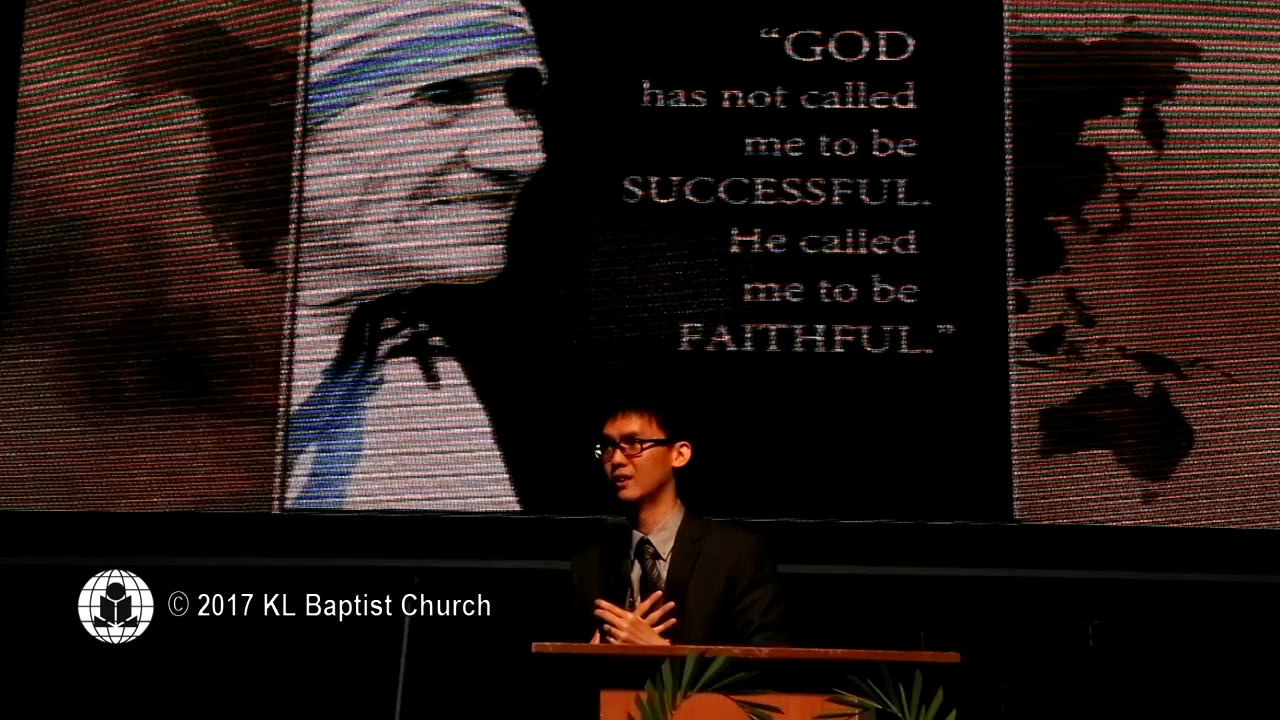 “GOD
has not called
me to be
SUCCESSFUL.
He called
me to be
FAITHFUL.”
© 2017 KL Baptist Church